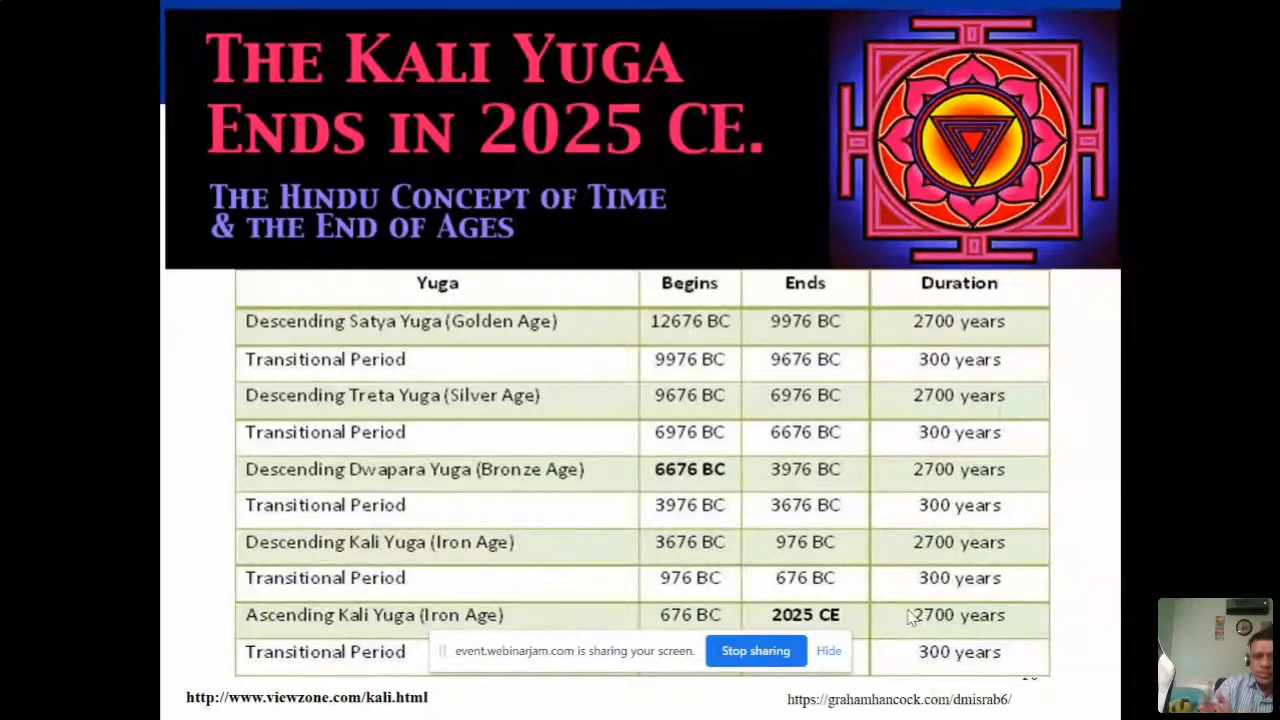 THE KALI YUGA
ENDS IN 2025 CE.
THE HINDU CONCEPT OF TIME
& THE END OF AGES
Yuga Begins Ends Duration
Descending Satya Yuga (Golden Age) 12676 BC 9976 BC 2700 years
Transitional Period 9976 BC 9676 BC 300 years
Descending Treta Yuga (Silver Age) 9676 BC 6976 BC 2700 years
Transitional Period 6976 BC 6676 BC 300 years
Descending Dwapara Yuga (Bronze Age) 6676 BC 3976 BC 2700 years
Transitional Period 3976 BC 3676 BC 300 years
Descending Kali Yuga (Iron Age) 3676 BC 976 BC 2700 years
Transitional Period 976 BC 676 BC 300 years
Ascending Kali Yuga (Iron Age) 676 BC 2025 CE 2700 years
Transitional Period 300 years
event.webinarjam.com is sharing your screen. Stop sharing Hide
http://www.viewzone.com/kali.html https://grahamhancock.com/dmisrab6/